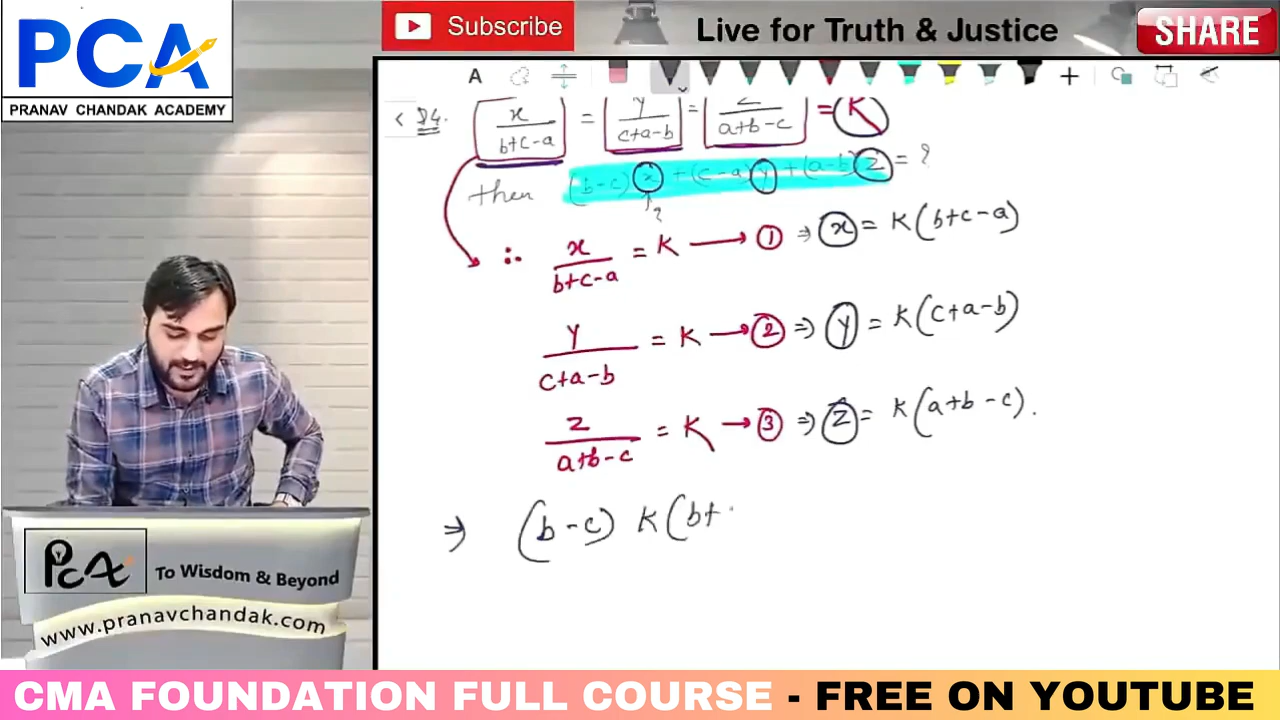 PCA
PRANAV CHANDAK ACADEMY
Subscribe
Live for Truth & Justice
SHARE
A
< 24. x/(b+c-a) = y/(c+a-b) = z/(a+b-c) = K
then (b-c) x + (c-a) y + (a-b) z = ?
?
∴ x/(b+c-a) = K → 1 ⇒ x = K(b+c-a)
y/(c+a-b) = K → 2 ⇒ y = K(c+a-b)
z/(a+b-c) = K → 3 ⇒ z = K(a+b-c).
⇒ (b-c) K(b+
PCA To Wisdom & Beyond
www.pranavchandak.com
CMA FOUNDATION FULL COURSE - FREE ON YOUTUBE